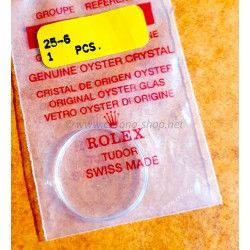 GROUPE REFERENCE
25-6
1 PCS.
GENUINE OYSTER CRYSTAL
CRISTAL DE ORIGEN OYSTER
ORIGINAL OYSTER GLAS
VETRO OYSTER DI ORIGINE
ROLEX
TUDOR
SWISS MADE